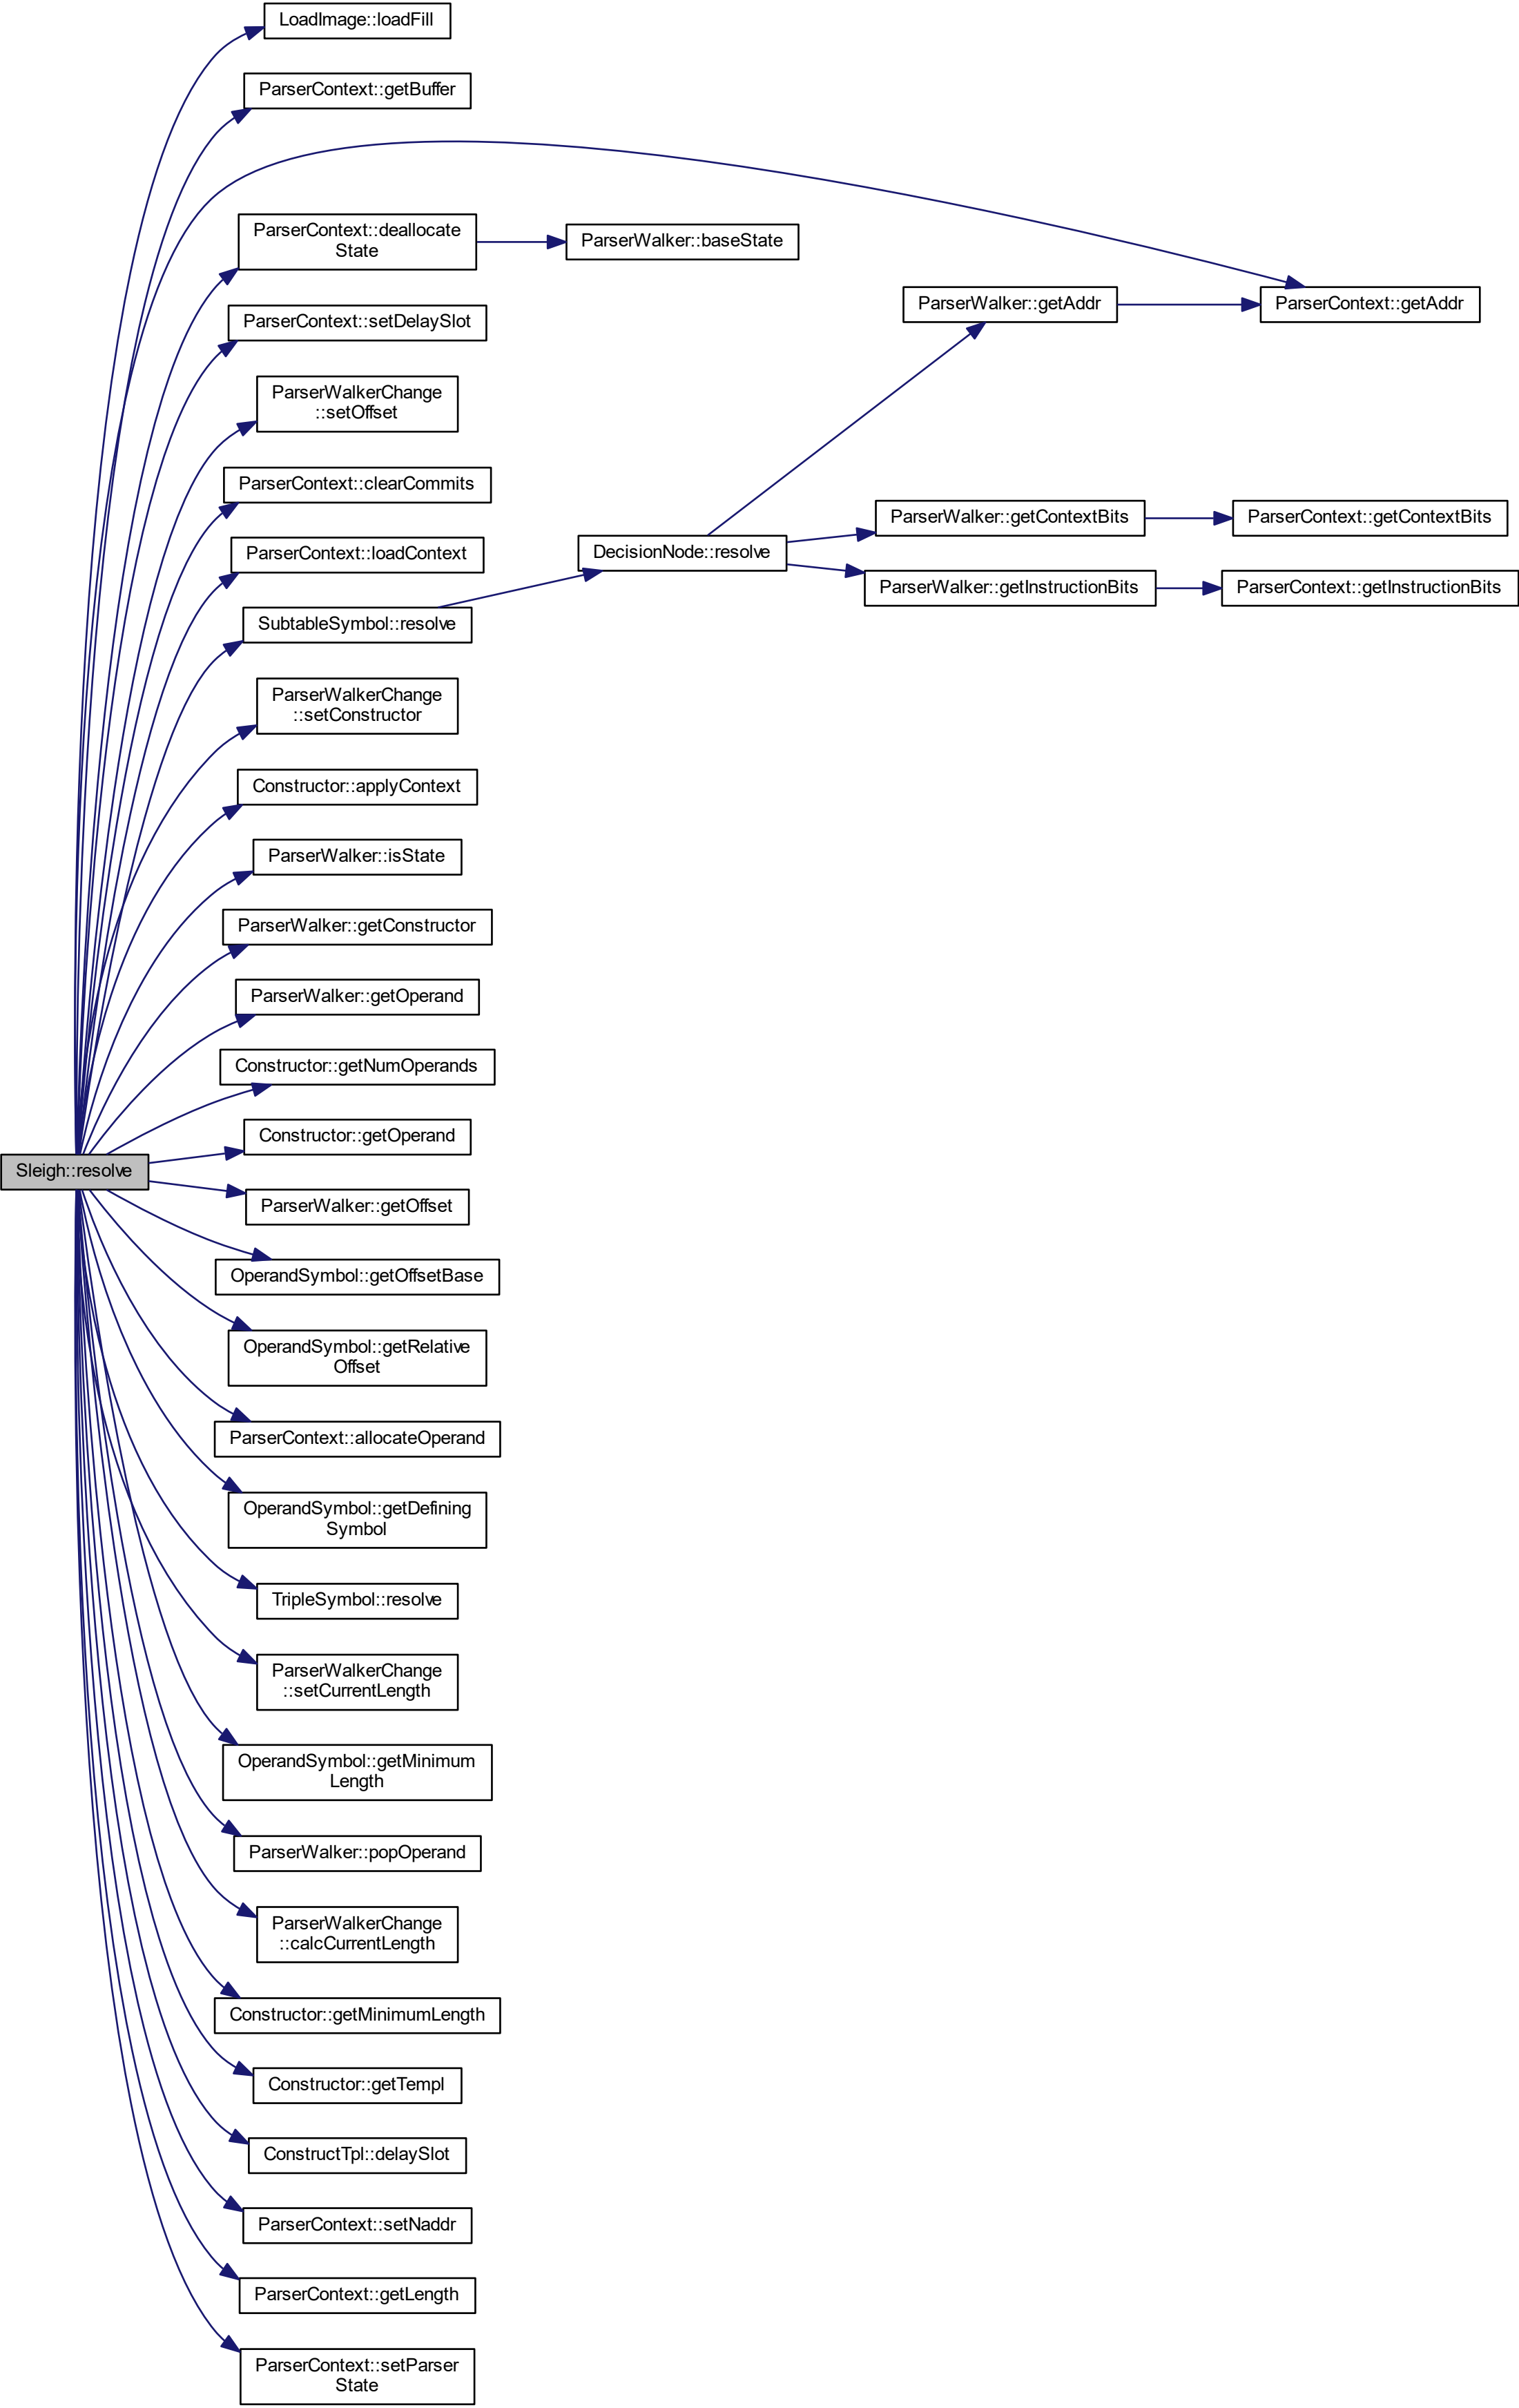 LoadImage::loadFill
ParserContext::getBuffer
ParserContext::deallocate
State
ParserWalker::baseState
ParserWalker::getAddr
ParserContext::getAddr
ParserContext::setDelaySlot
ParserWalkerChange
::setOffset
ParserContext::clearCommits
ParserWalker::getContextBits
ParserContext::getContextBits
ParserContext::loadContext
DecisionNode::resolve
ParserWalker::getInstructionBits
ParserContext::getInstructionBits
SubtableSymbol::resolve
ParserWalkerChange
::setConstructor
Constructor::applyContext
ParserWalker::isState
ParserWalker::getConstructor
ParserWalker::getOperand
Constructor::getNumOperands
Constructor::getOperand
Sleigh::resolve
ParserWalker::getOffset
OperandSymbol::getOffsetBase
OperandSymbol::getRelative
Offset
ParserContext::allocateOperand
OperandSymbol::getDefining
Symbol
TripleSymbol::resolve
ParserWalkerChange
::setCurrentLength
OperandSymbol::getMinimum
Length
ParserWalker::popOperand
ParserWalkerChange
::calcCurrentLength
Constructor::getMinimumLength
Constructor::getTempl
ConstructTpl::delaySlot
ParserContext::setNaddr
ParserContext::getLength
ParserContext::setParser
State